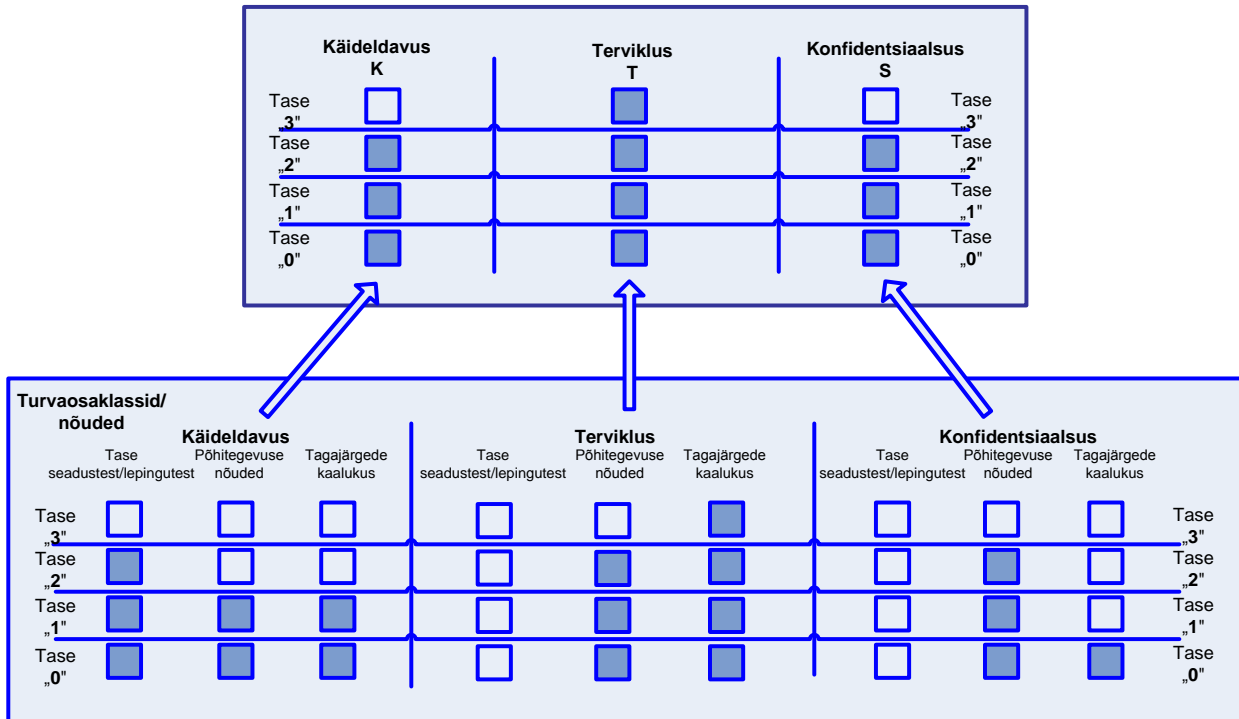 Käideldavus
K
Terviklus
T
Konfidentsiaalsus
S
Tase
„3"
Tase
„3"
Tase
„2"
Tase
„2"
Tase
„1"
Tase
„1"
Tase
„0"
Tase
„0"
Turvaosaklassid/
nõuded
Käideldavus
Terviklus
Konfidentsiaalsus
Tase
seadustest/lepingutest
Põhitegevuse
nõuded
Tagajärgede
kaalukus
Tase
seadustest/lepingutest
Põhitegevuse
nõuded
Tagajärgede
kaalukus
Tase
seadustest/lepingutest
Põhitegevuse
nõuded
Tagajärgede
kaalukus
Tase
„3"
Tase
„3"
Tase
„2"
Tase
„2"
Tase
„1"
Tase
„1"
Tase
„0"
Tase
„0"